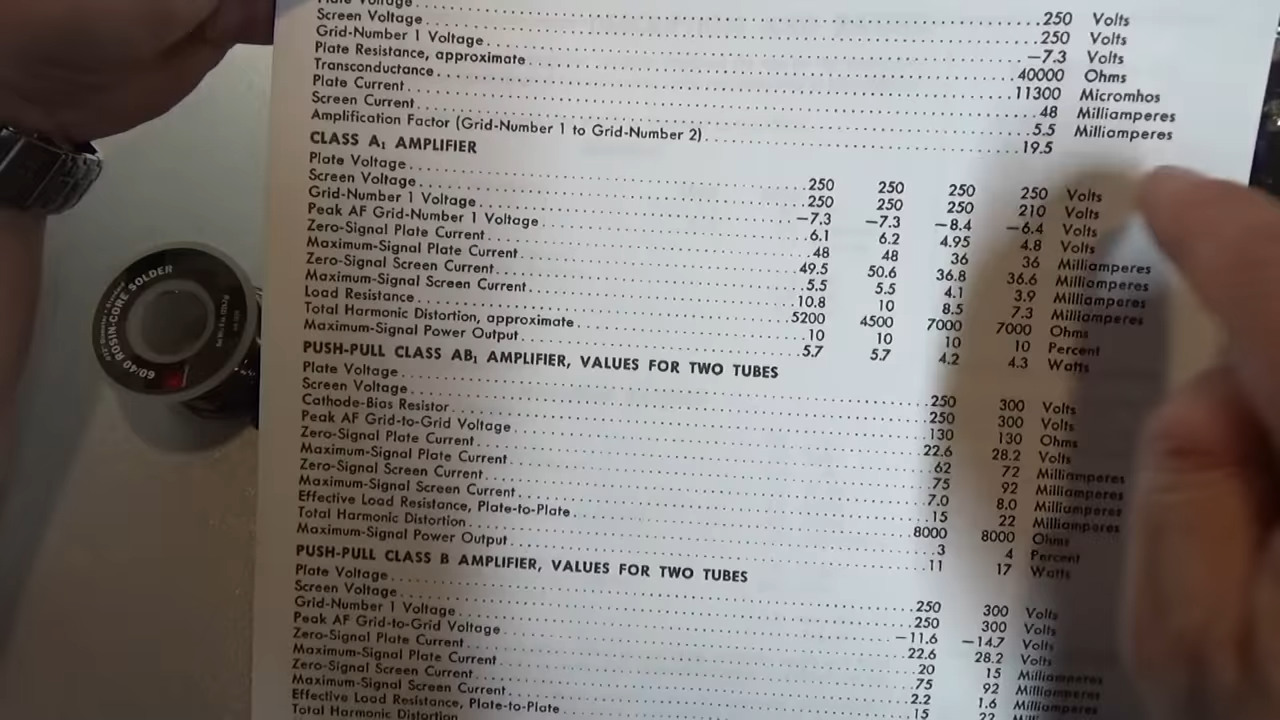 Plate Voltage........250 Volts
Screen Voltage........250 Volts
Grid-Number 1 Voltage........−7.3 Volts
Plate Resistance, approximate........40000 Ohms
Transconductance........11300 Micromhos
Plate Current........48 Milliamperes
Screen Current........5.5 Milliamperes
Amplification Factor (Grid-Number 1 to Grid-Number 2)........19.5
CLASS A₁ AMPLIFIER
Plate Voltage........250 250 250 250 Volts
Screen Voltage........250 250 250 210 Volts
Grid-Number 1 Voltage........−7.3 −7.3 −8.4 −6.4 Volts
Peak AF Grid-Number 1 Voltage........6.1 6.2 4.95 4.8 Volts
Zero-Signal Plate Current........48 48 36 36 Milliamperes
Maximum-Signal Plate Current........49.5 50.6 36.8 36.6 Milliamperes
Zero-Signal Screen Current........5.5 5.5 4.1 3.9 Milliamperes
Maximum-Signal Screen Current........10.8 10 8.5 7.3 Milliamperes
Load Resistance........5200 4500 7000 7000 Ohms
Total Harmonic Distortion, approximate........10 10 10 10 Percent
Maximum-Signal Power Output........5.7 5.7 4.2 4.3 Watts
PUSH-PULL CLASS AB₁ AMPLIFIER, VALUES FOR TWO TUBES
Plate Voltage........250 300 Volts
Screen Voltage........250 300 Volts
Cathode-Bias Resistor........130 130 Ohms
Peak AF Grid-to-Grid Voltage........22.6 28.2 Volts
Zero-Signal Plate Current........62 72 Milliamperes
Maximum-Signal Plate Current........75 92 Milliamperes
Zero-Signal Screen Current........7.0 8.0 Milliamperes
Maximum-Signal Screen Current........15 22 Milliamperes
Effective Load Resistance, Plate-to-Plate........8000 8000 Ohms
Total Harmonic Distortion........3 4 Percent
Maximum-Signal Power Output........11 17 Watts
PUSH-PULL CLASS B AMPLIFIER, VALUES FOR TWO TUBES
Plate Voltage........250 300 Volts
Screen Voltage........250 300 Volts
Grid-Number 1 Voltage........−11.6 −14.7 Volts
Peak AF Grid-to-Grid Voltage........22.6 28.2 Volts
Zero-Signal Plate Current........20 15 Milliamperes
Maximum-Signal Plate Current........75 92 Milliamperes
Zero-Signal Screen Current........2.2 1.6 Milliamperes
Maximum-Signal Screen Current........15 22
Effective Load Resistance, Plate-to-Plate
Total Harmonic Distortion
60/40 ROSIN-CORE SOLDER